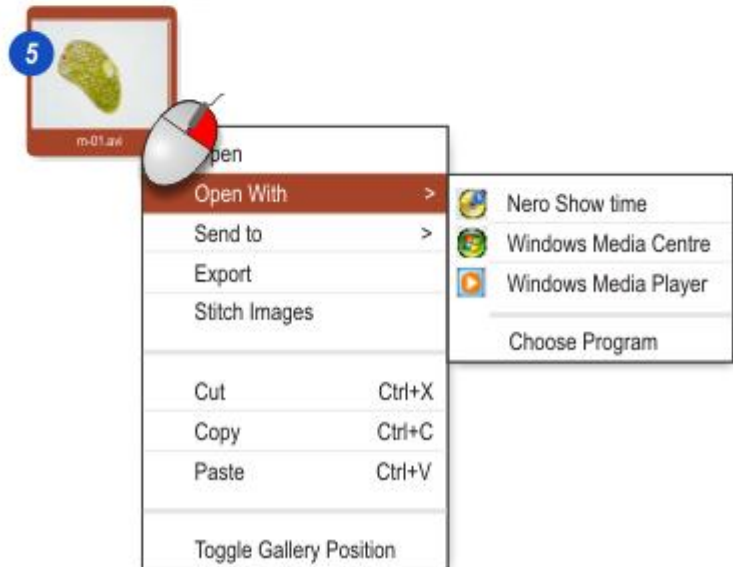 5
m-01.avi
pen
Open With >
Send to >
Export
Stitch Images
Cut Ctrl+X
Copy Ctrl+C
Paste Ctrl+V
Toggle Gallery Position
Nero Show time
Windows Media Centre
Windows Media Player
Choose Program